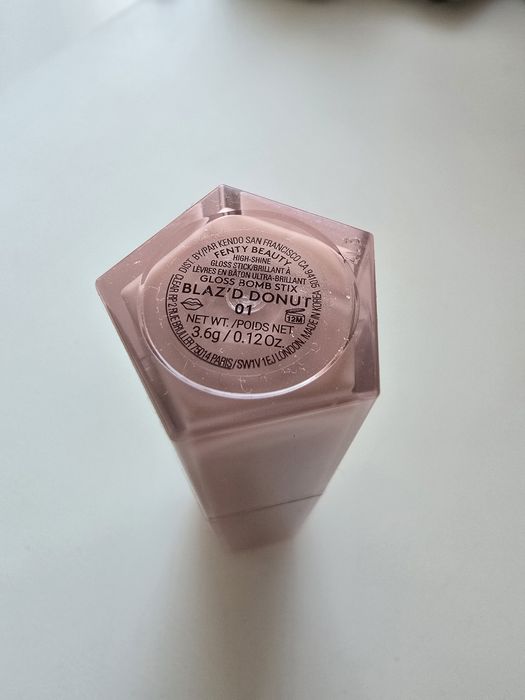 DIST. BY/PAR KENDO SAN FRANCISCO CA 94105
FENTY BEAUTY
HIGH-SHINE
GLOSS STICK/BRILLANT À
LÈVRES EN BÂTON ULTRA-BRILLANT
GLOSS BOMB STIX
BLAZ'D DONUT
01
12M
NET WT./POIDS NET.
3.6g / 0.12 Oz.
75014 PARIS/SW1V 1EJ LONDON. MADE IN KOREA